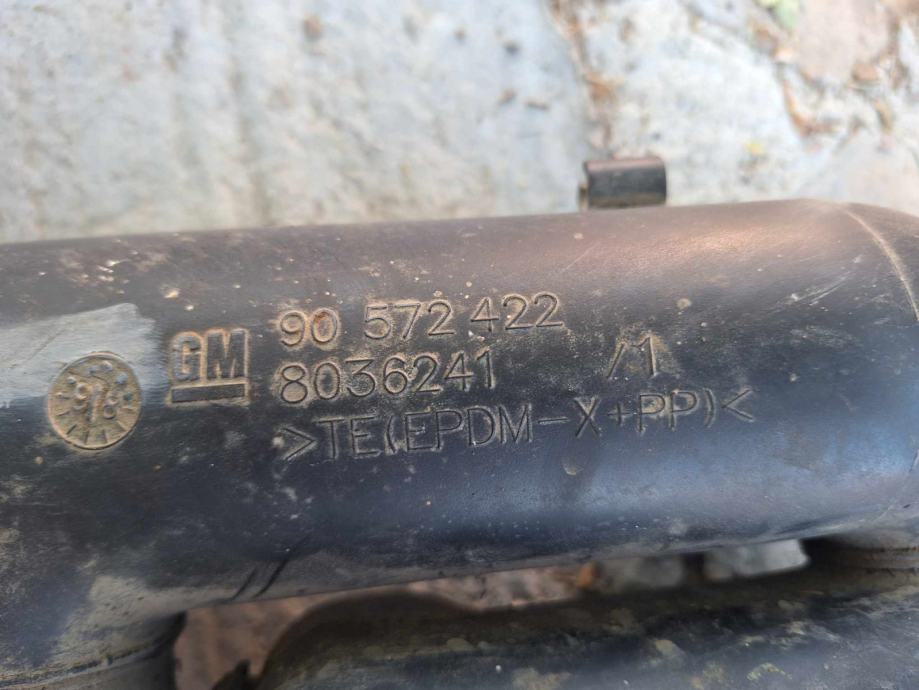 GM
90 572 422
8036241 /1
>TE(EPDM-X+PP)<